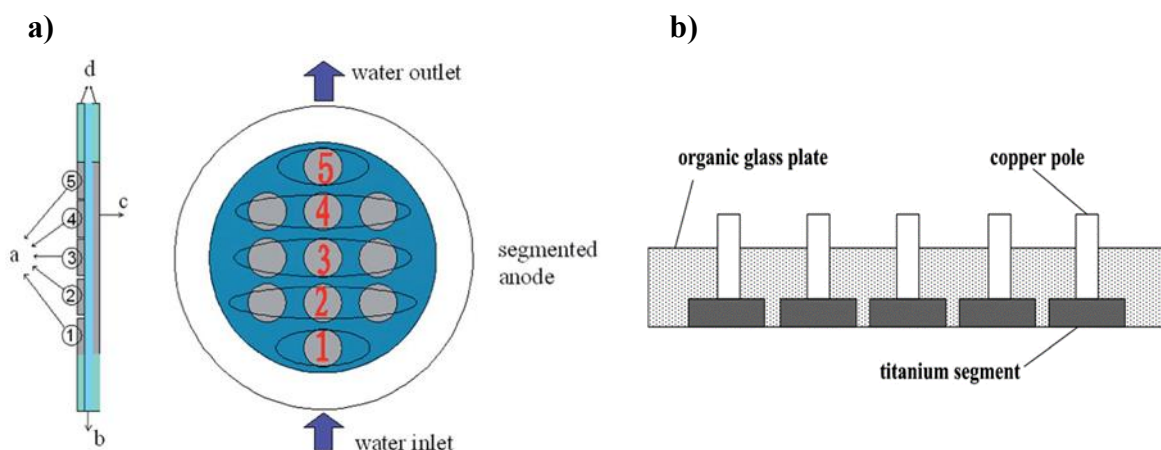 a)
d
5
4
a
3
2
1
c
b
water outlet
5
4
3
2
1
segmented
anode
water inlet
b)
organic glass plate
copper pole
titanium segment